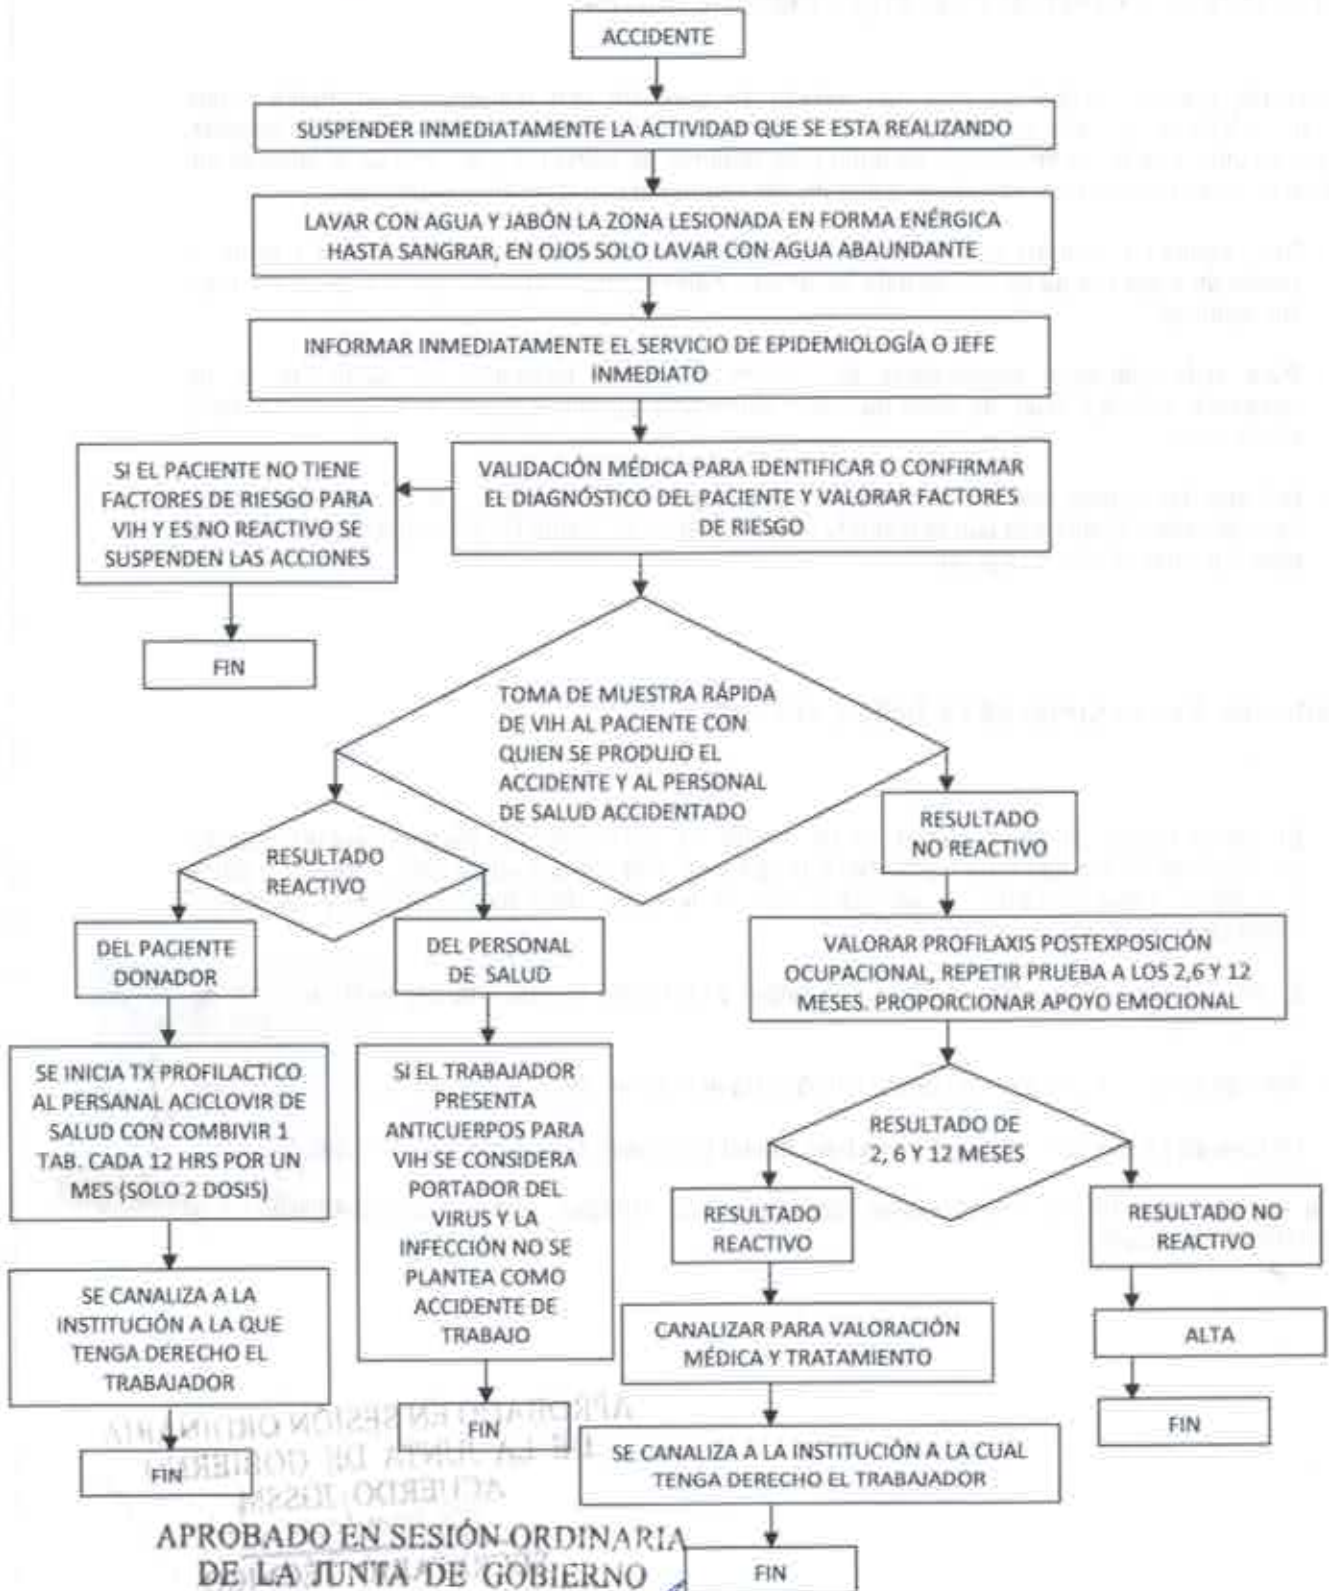 ACCIDENTE
SUSPENDER INMEDIATAMENTE LA ACTIVIDAD QUE SE ESTA REALIZANDO
LAVAR CON AGUA Y JABÓN LA ZONA LESIONADA EN FORMA ENÉRGICA
HASTA SANGRAR, EN OJOS SOLO LAVAR CON AGUA ABAUNDANTE
INFORMAR INMEDIATAMENTE EL SERVICIO DE EPIDEMIOLOGÍA O JEFE
INMEDIATO
VALIDACIÓN MÉDICA PARA IDENTIFICAR O CONFIRMAR
EL DIAGNÓSTICO DEL PACIENTE Y VALORAR FACTORES
DE RIESGO
SI EL PACIENTE NO TIENE
FACTORES DE RIESGO PARA
VIH Y ES NO REACTIVO SE
SUSPENDEN LAS ACCIONES
FIN
TOMA DE MUESTRA RÁPIDA
DE VIH AL PACIENTE CON
QUIEN SE PRODUJO EL
ACCIDENTE Y AL PERSONAL
DE SALUD ACCIDENTADO
RESULTADO
REACTIVO
DEL PACIENTE
DONADOR
SE INICIA TX PROFILACTICO
AL PERSANAL ACICLOVIR DE
SALUD CON COMBIVIR 1
TAB. CADA 12 HRS POR UN
MES (SOLO 2 DOSIS)
SE CANALIZA A LA
INSTITUCIÓN A LA QUE
TENGA DERECHO EL
TRABAJADOR
FIN
DEL PERSONAL
DE SALUD
SI EL TRABAJADOR
PRESENTA
ANTICUERPOS PARA
VIH SE CONSIDERA
PORTADOR DEL
VIRUS Y LA
INFECCIÓN NO SE
PLANTEA COMO
ACCIDENTE DE
TRABAJO
FIN
RESULTADO
NO REACTIVO
VALORAR PROFILAXIS POSTEXPOSICIÓN
OCUPACIONAL, REPETIR PRUEBA A LOS 2,6 Y 12
MESES. PROPORCIONAR APOYO EMOCIONAL
RESULTADO DE
2, 6 Y 12 MESES
RESULTADO
REACTIVO
CANALIZAR PARA VALORACIÓN
MÉDICA Y TRATAMIENTO
SE CANALIZA A LA INSTITUCIÓN A LA CUAL
TENGA DERECHO EL TRABAJADOR
FIN
RESULTADO NO
REACTIVO
ALTA
FIN
APROBADO EN SESIÓN ORDINARIA
DE LA JUNTA DE GOBIERNO